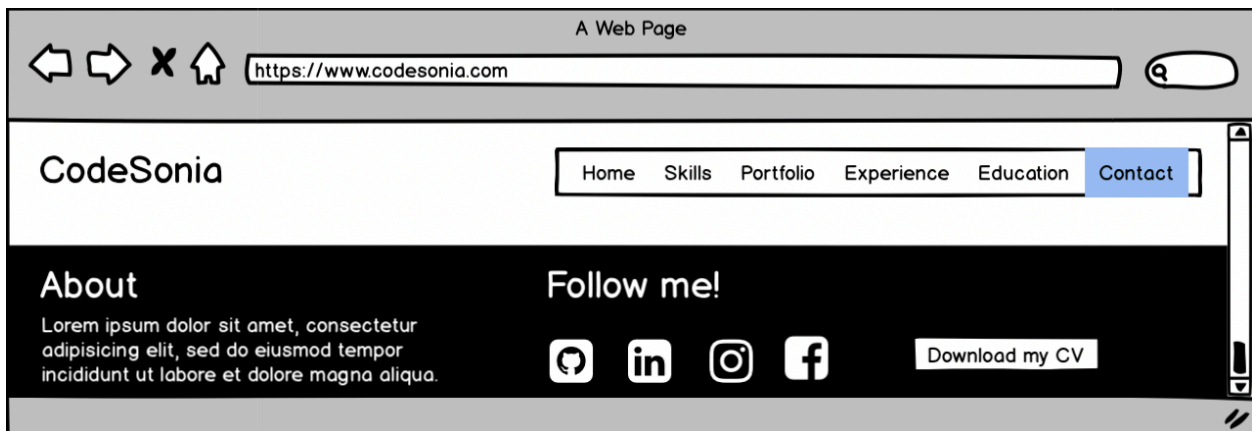 A Web Page
https://www.codesonia.com
CodeSonia
Home Skills Portfolio Experience Education Contact
About
Lorem ipsum dolor sit amet, consectetur
adipisicing elit, sed do eiusmod tempor
incididunt ut labore et dolore magna aliqua.
Follow me!
in
Download my CV